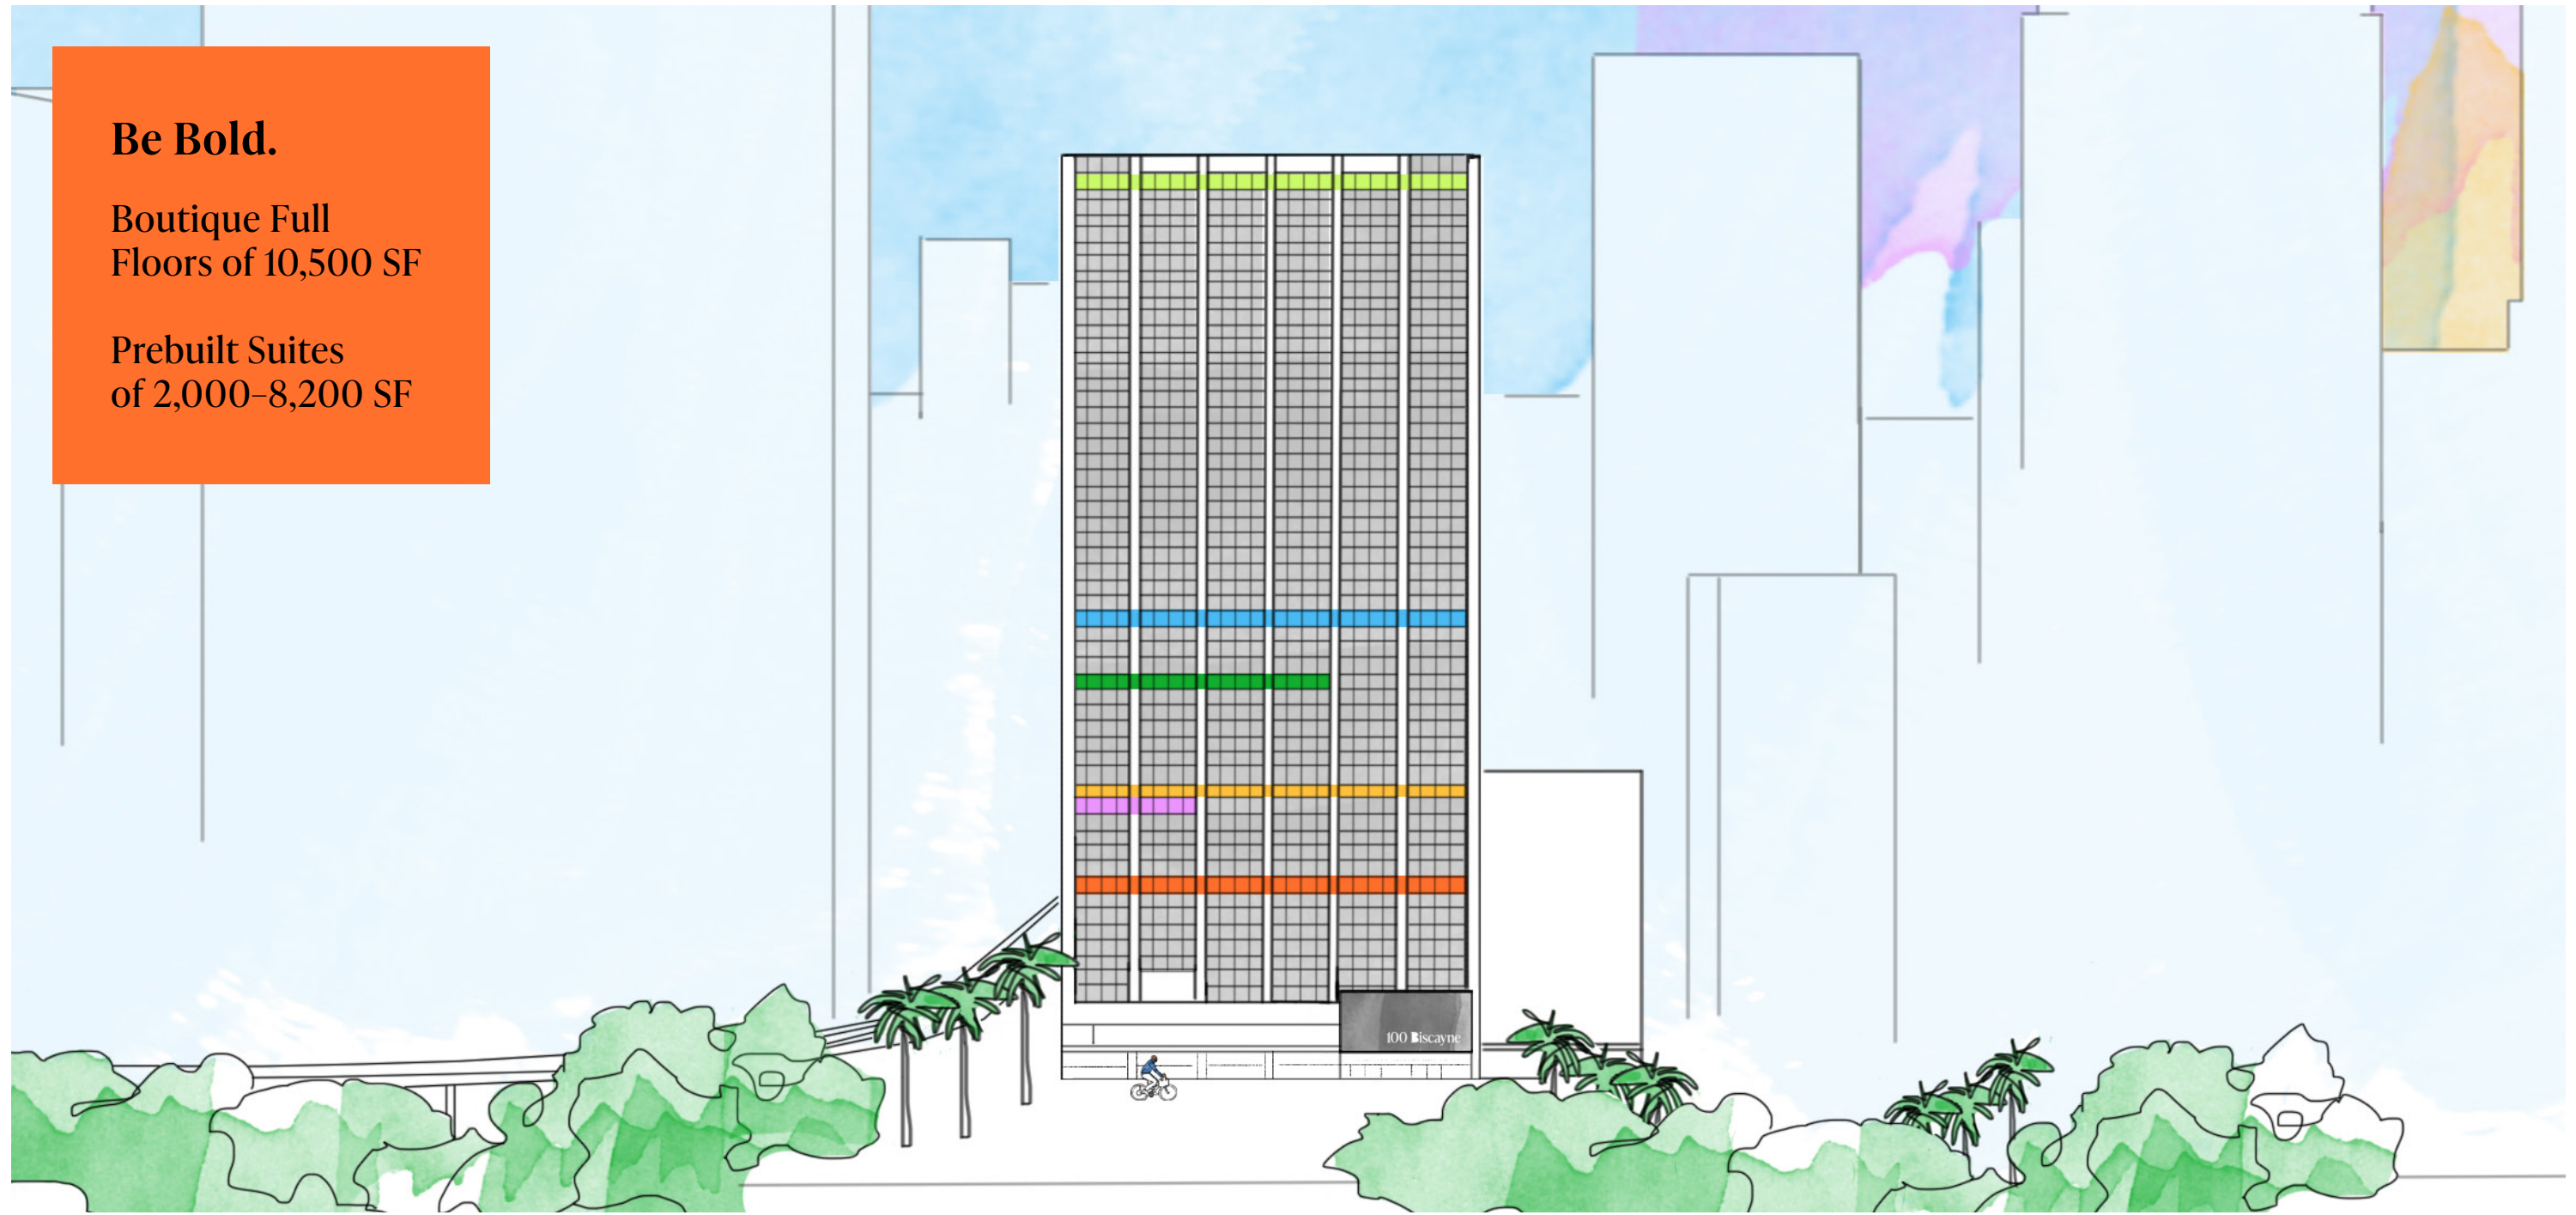 Be Bold.
Boutique Full
Floors of 10,500 SF
Prebuilt Suites
of 2,000–8,200 SF
100 Biscayne